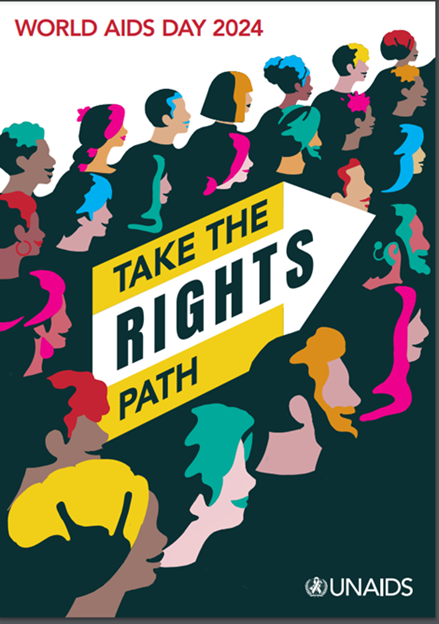 WORLD AIDS DAY 2024
TAKE THE
RIGHTS
PATH
UNAIDS